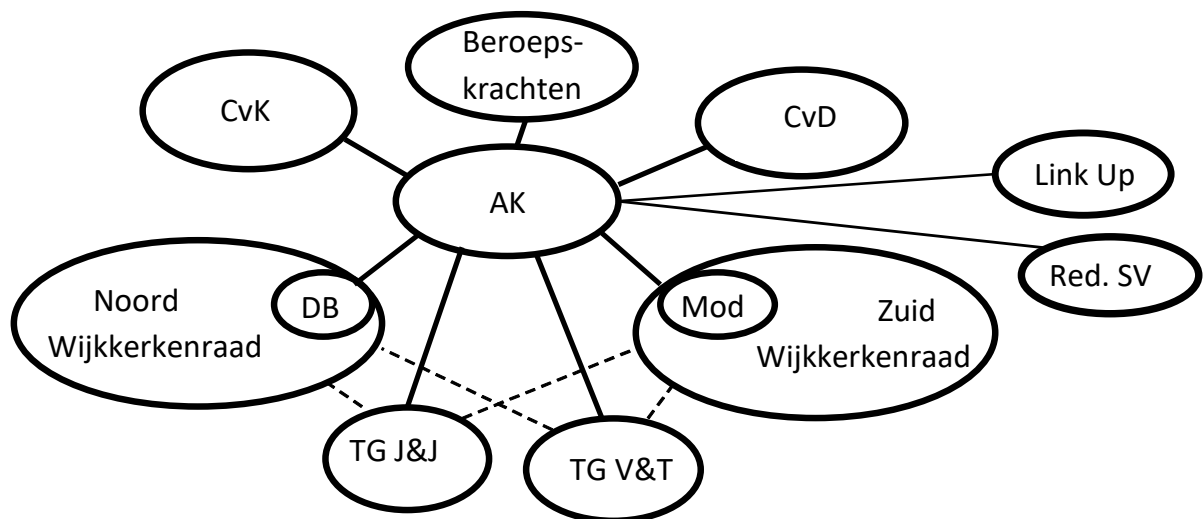 Beroeps-
krachten
CvK
CvD
Link Up
AK
Red. SV
Noord
Wijkkerkenraad
DB
Mod
Zuid
Wijkkerkenraad
TG J&J
TG V&T